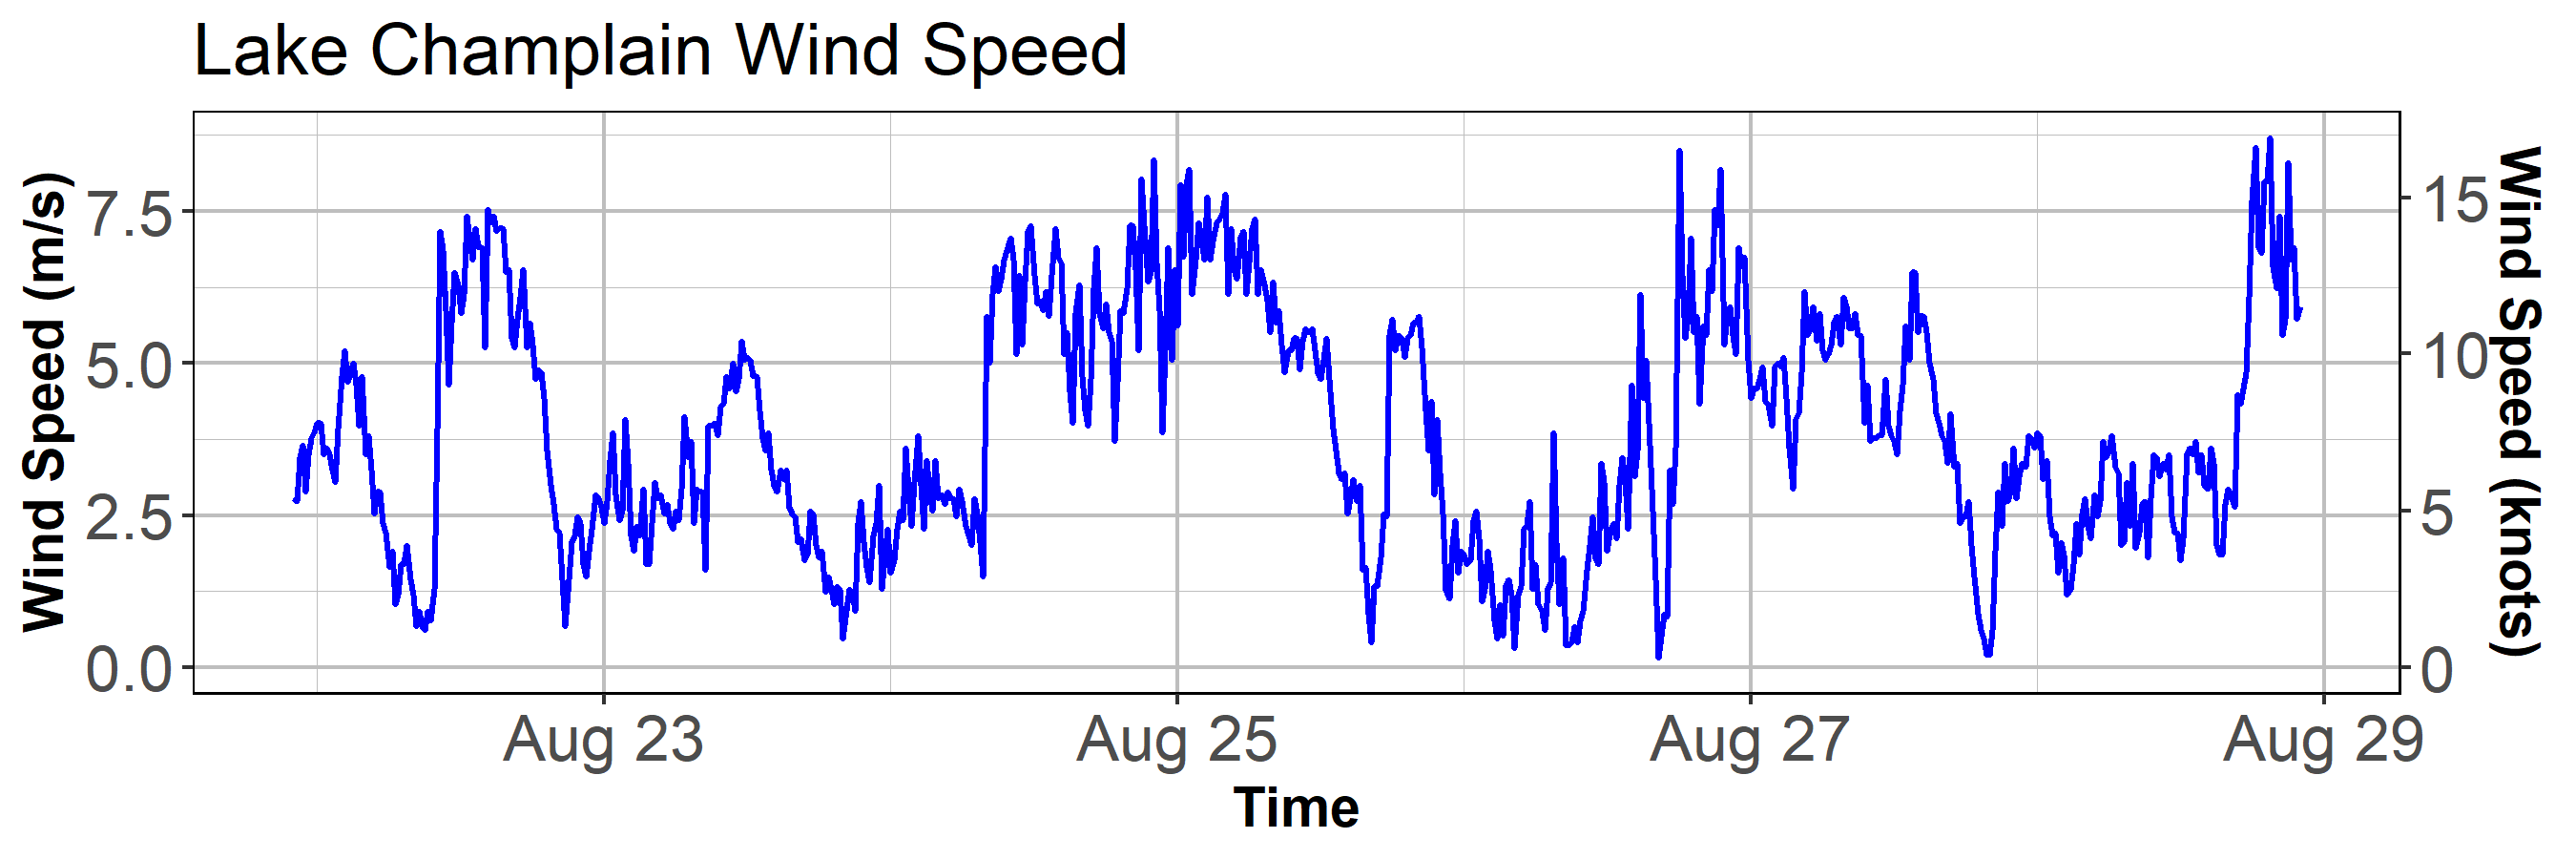 Lake Champlain Wind Speed
Wind Speed (m/s)
7.5
5.0
2.5
0.0
15
10
5
0
Wind Speed (knots)
Aug 23 Aug 25 Aug 27 Aug 29
Time